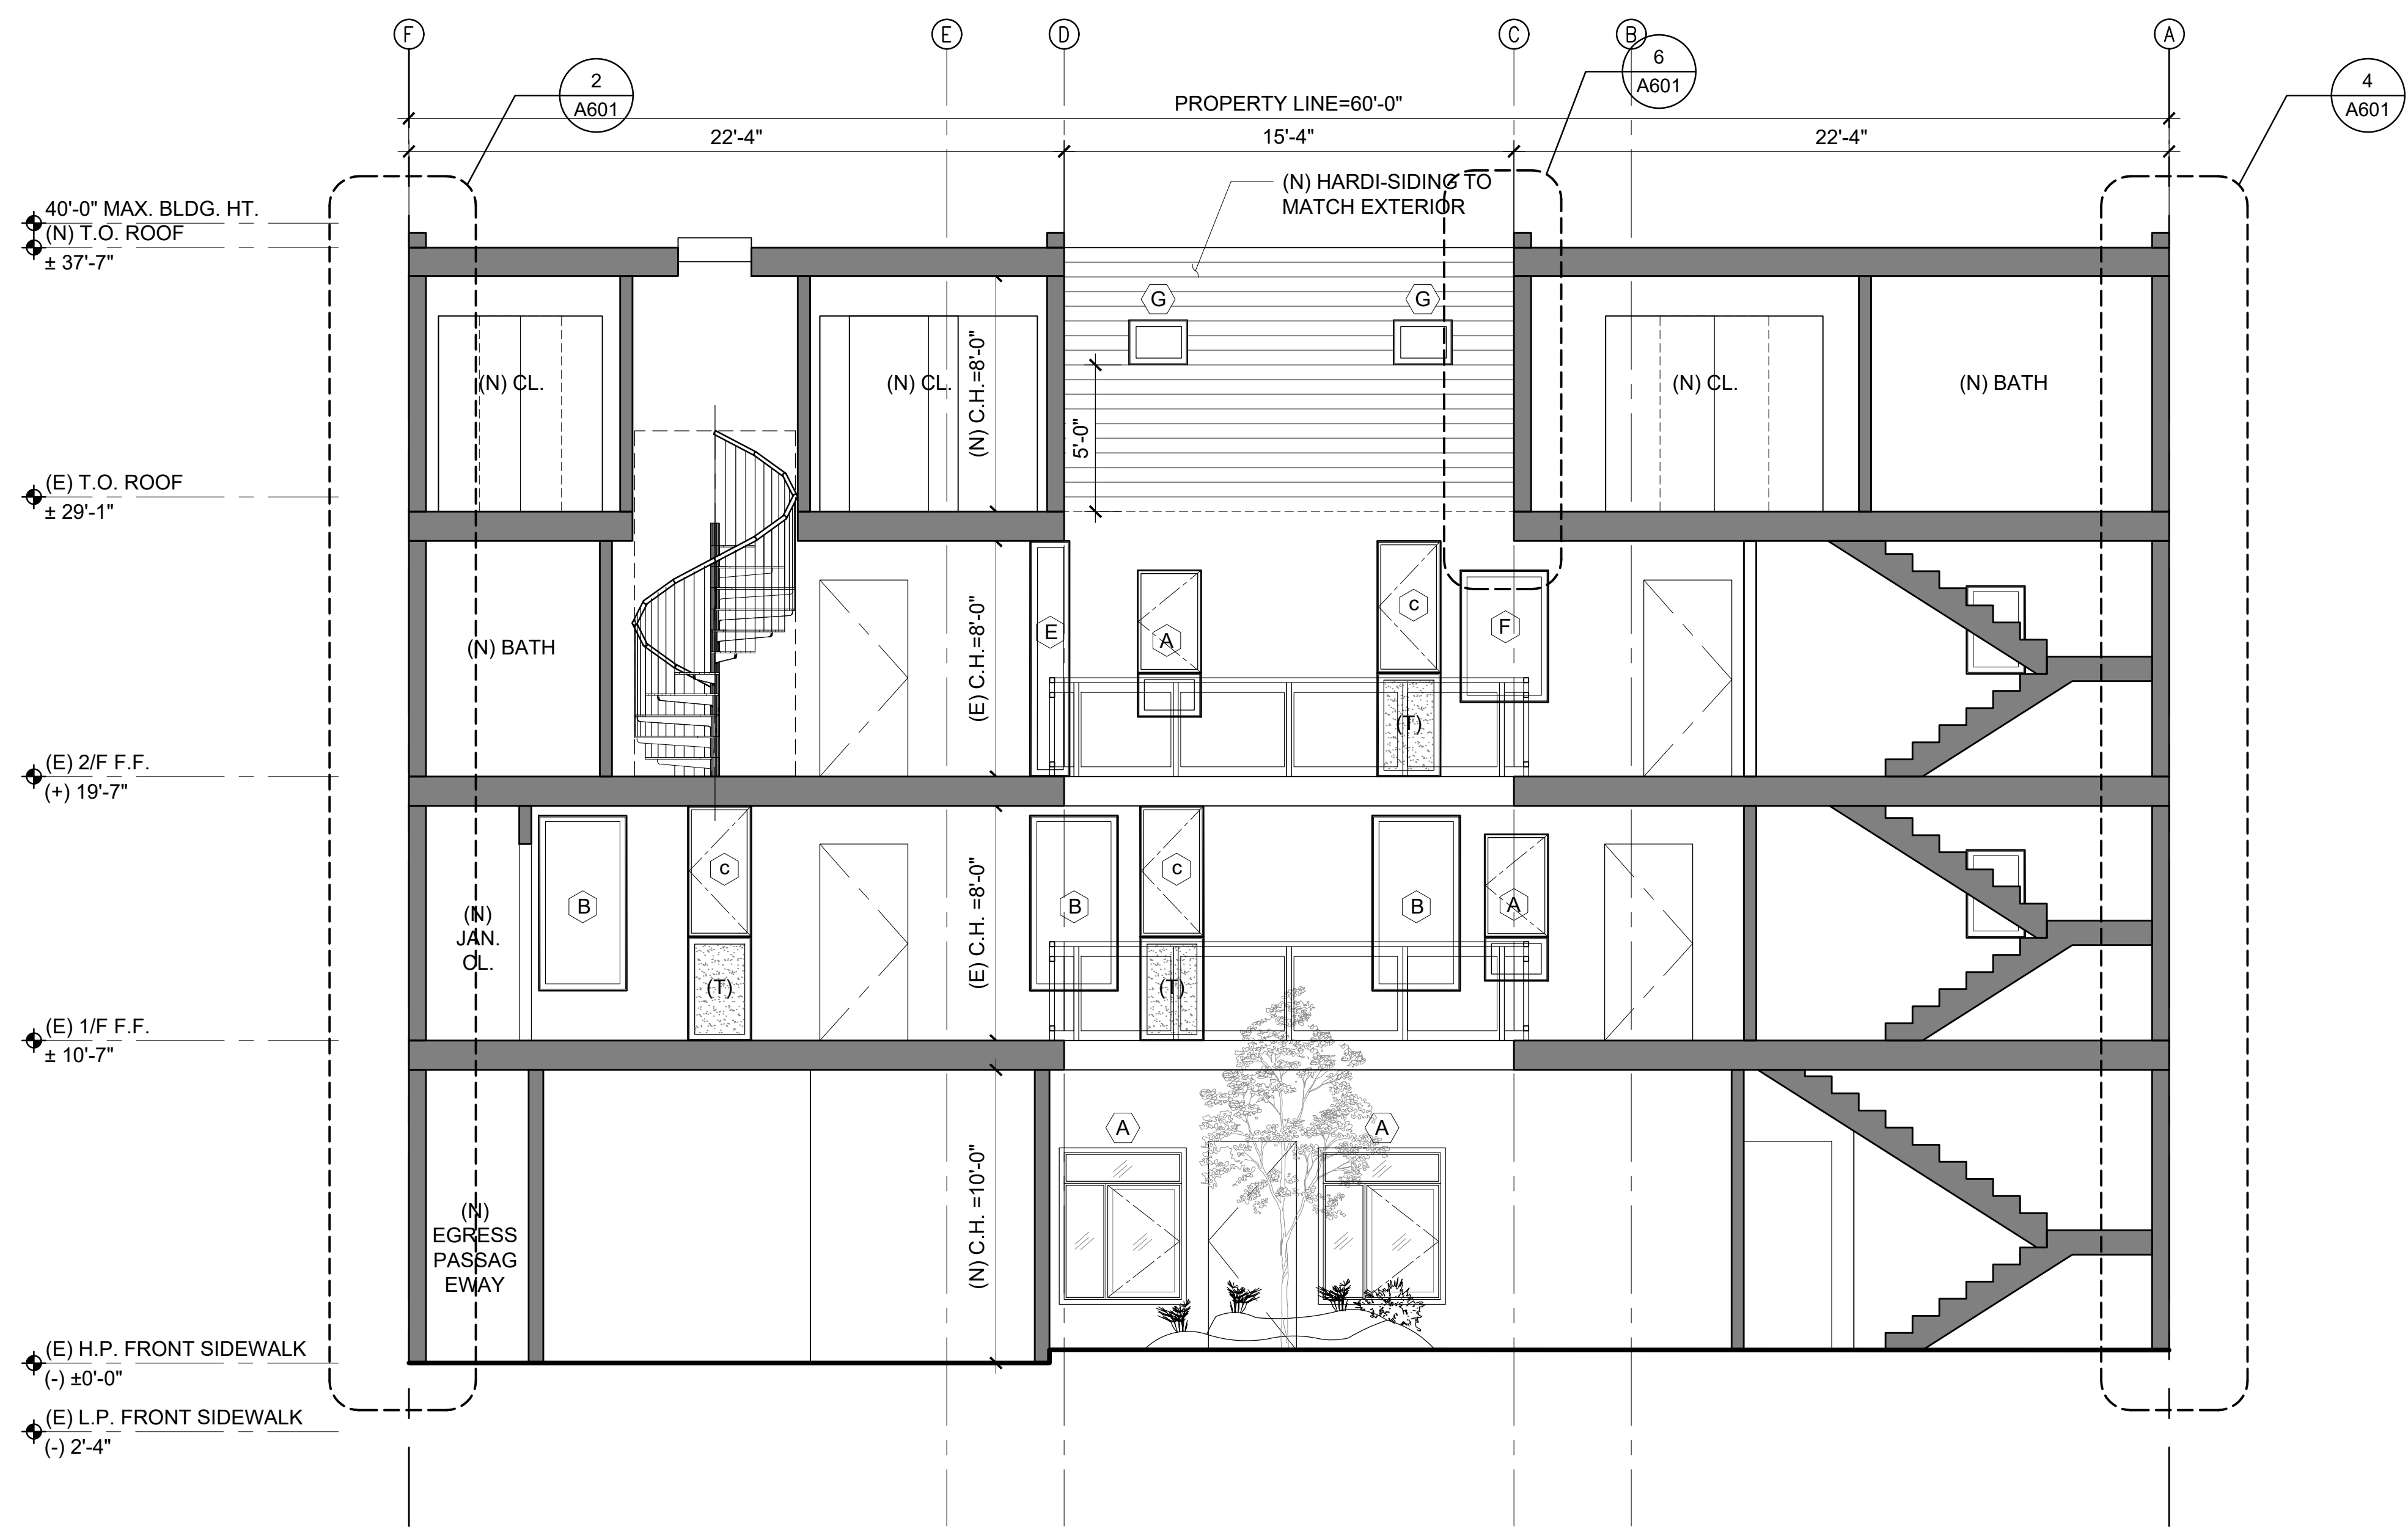 F
E
D
C
B
A
2
A601
6
A601
4
A601
PROPERTY LINE=60'-0"
22'-4"
15'-4"
22'-4"
(N) HARDI-SIDING TO
MATCH EXTERIOR
40'-0" MAX. BLDG. HT.
(N) T.O. ROOF
± 37'-7"
G
G
(N) CL.
(N) CL.
(N) C.H.=8'-0"
5'-0"
(N) CL.
(N) BATH
(E) T.O. ROOF
± 29'-1"
(N) BATH
(E) C.H.=8'-0"
E
A
c
F
(T)
(E) 2/F F.F.
(+) 19'-7"
(N)
JAN.
CL.
B
c
(T)
(E) C.H. =8'-0"
B
c
(T)
B
A
(E) 1/F F.F.
± 10'-7"
(N)
EGRESS
PASSAG
EWAY
(N) C.H. =10'-0"
A
A
(E) H.P. FRONT SIDEWALK
(-) ±0'-0"
(E) L.P. FRONT SIDEWALK
(-) 2'-4"